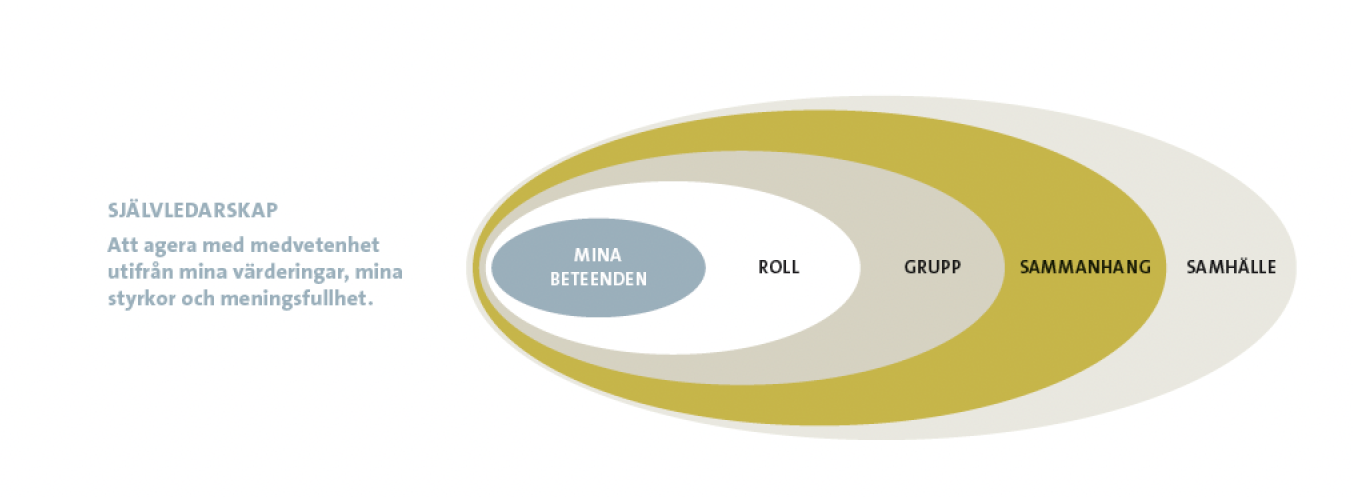 SJÄLVLEDARSKAP
Att agera med medvetenhet
utifrån mina värderingar, mina
styrkor och meningsfullhet.
MINA
BETEENDEN
ROLL
GRUPP
SAMMANHANG
SAMHÄLLE